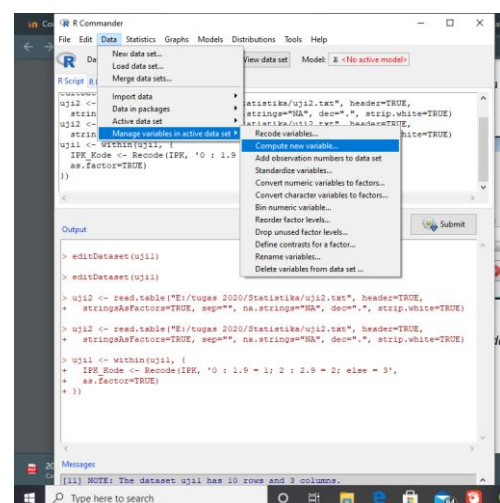 R Commander
File Edit Data Statistics Graphs Models Distributions Tools Help
View data set Model: Σ <No active model>
New data set...
Load data set...
Merge data sets...
Import data
Data in packages
Active data set
Manage variables in active data set
Recode variables...
Compute new variable...
Add observation numbers to data set
Standardize variables...
Convert numeric variables to factors...
Convert character variables to factors...
Bin numeric variable...
Reorder factor levels...
Drop unused factor levels...
Define contrasts for a factor...
Rename variables...
Delete variables from data set ...
R Script
uji2 <- tatistika/uji2.txt", header=TRUE,
strin strings="NA", dec=".", strip.white=TRUE)
uji2 <-
strin hite=TRUE)
uji1 <- within(uji1, {
IPK_Kode <- Recode(IPK, '0 : 1.9
as.factor=TRUE)
})
Submit
Output
> editDataset(uji1)
> editDataset(uji1)
> uji2 <- read.table("E:/tugas 2020/Statistika/uji2.txt", header=TRUE,
+ stringsAsFactors=TRUE, sep="", na.strings="NA", dec=".", strip.white=TRUE)
> uji2 <- read.table("E:/tugas 2020/Statistika/uji2.txt", header=TRUE,
+ stringsAsFactors=TRUE, sep="", na.strings="NA", dec=".", strip.white=TRUE)
> uji1 <- within(uji1, {
+ IPK_Kode <- Recode(IPK, '0 : 1.9 = 1; 2 : 2.9 = 2; else = 3',
+ as.factor=TRUE)
+ })
Messages
[11] NOTE: The dataset uji1 has 10 rows and 3 columns.
Type here to search